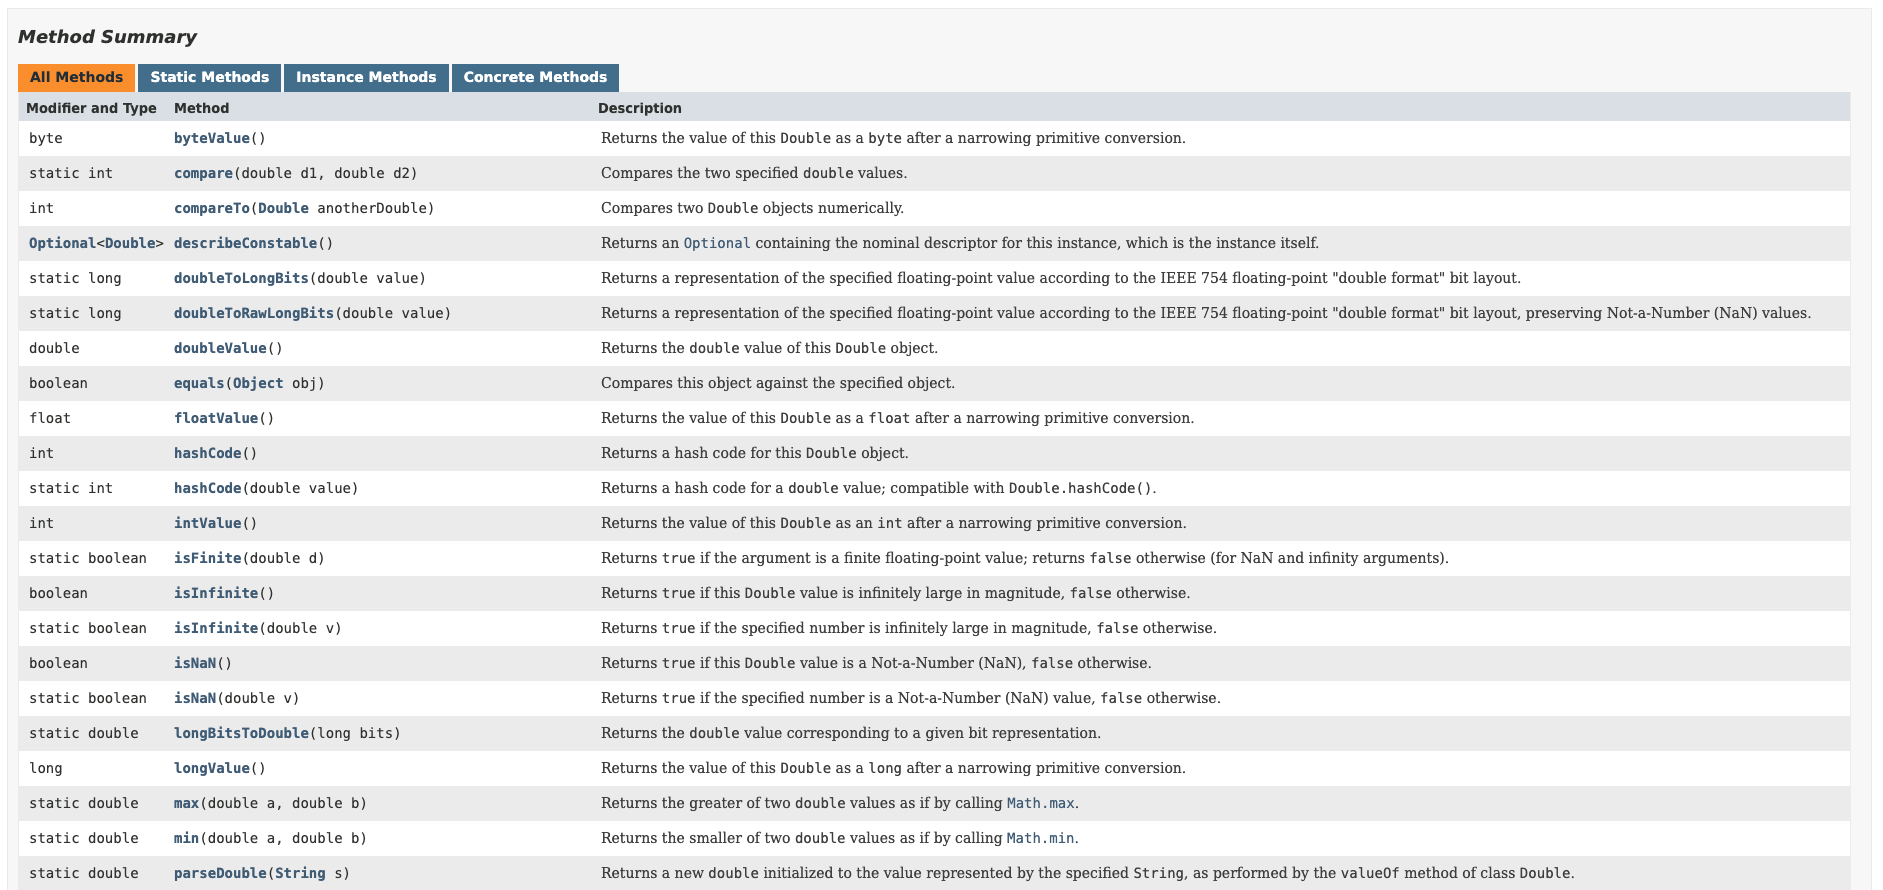 Method Summary
All Methods Static Methods Instance Methods Concrete Methods
Modifier and Type Method Description
byte byteValue() Returns the value of this Double as a byte after a narrowing primitive conversion.
static int compare(double d1, double d2) Compares the two specified double values.
int compareTo(Double anotherDouble) Compares two Double objects numerically.
Optional<Double> describeConstable() Returns an Optional containing the nominal descriptor for this instance, which is the instance itself.
static long doubleToLongBits(double value) Returns a representation of the specified floating-point value according to the IEEE 754 floating-point "double format" bit layout.
static long doubleToRawLongBits(double value) Returns a representation of the specified floating-point value according to the IEEE 754 floating-point "double format" bit layout, preserving Not-a-Number (NaN) values.
double doubleValue() Returns the double value of this Double object.
boolean equals(Object obj) Compares this object against the specified object.
float floatValue() Returns the value of this Double as a float after a narrowing primitive conversion.
int hashCode() Returns a hash code for this Double object.
static int hashCode(double value) Returns a hash code for a double value; compatible with Double.hashCode().
int intValue() Returns the value of this Double as an int after a narrowing primitive conversion.
static boolean isFinite(double d) Returns true if the argument is a finite floating-point value; returns false otherwise (for NaN and infinity arguments).
boolean isInfinite() Returns true if this Double value is infinitely large in magnitude, false otherwise.
static boolean isInfinite(double v) Returns true if the specified number is infinitely large in magnitude, false otherwise.
boolean isNaN() Returns true if this Double value is a Not-a-Number (NaN), false otherwise.
static boolean isNaN(double v) Returns true if the specified number is a Not-a-Number (NaN) value, false otherwise.
static double longBitsToDouble(long bits) Returns the double value corresponding to a given bit representation.
long longValue() Returns the value of this Double as a long after a narrowing primitive conversion.
static double max(double a, double b) Returns the greater of two double values as if by calling Math.max.
static double min(double a, double b) Returns the smaller of two double values as if by calling Math.min.
static double parseDouble(String s) Returns a new double initialized to the value represented by the specified String, as performed by the valueOf method of class Double.